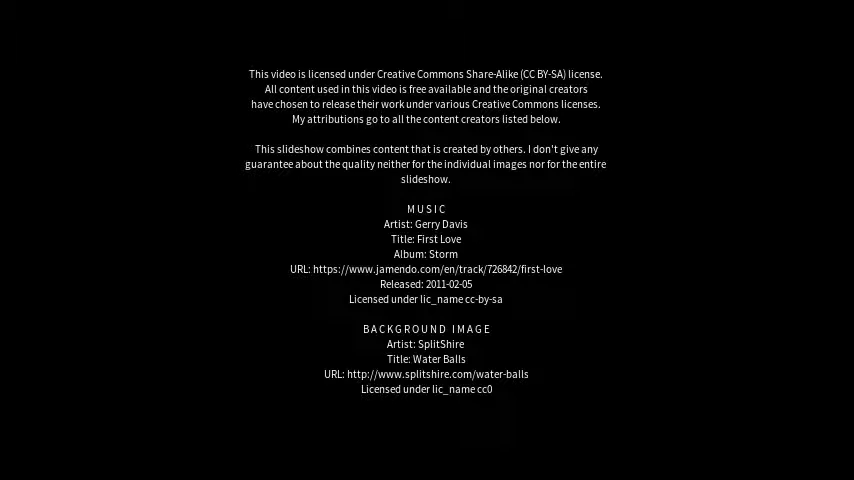 This video is licensed under Creative Commons Share-Alike (CC BY-SA) license.
All content used in this video is free available and the original creators
have chosen to release their work under various Creative Commons licenses.
My attributions go to all the content creators listed below.
This slideshow combines content that is created by others. I don't give any
guarantee about the quality neither for the individual images nor for the entire
slideshow.
MUSIC
Artist: Gerry Davis
Title: First Love
Album: Storm
URL: https://www.jamendo.com/en/track/726842/first-love
Released: 2011-02-05
Licensed under lic_name cc-by-sa
BACKGROUND IMAGE
Artist: SplitShire
Title: Water Balls
URL: http://www.splitshire.com/water-balls
Licensed under lic_name cc0